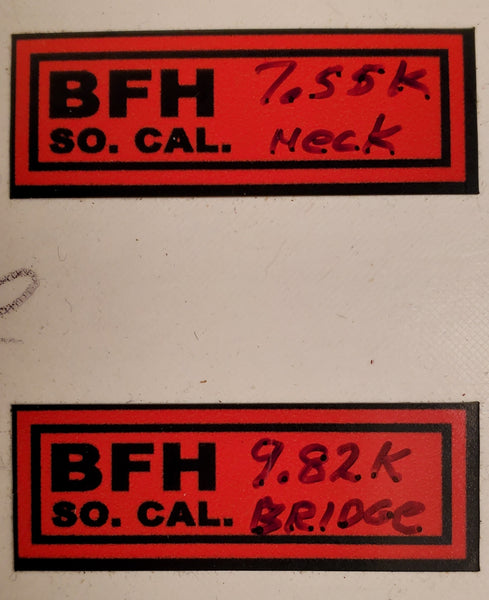 BFH 7.55K
SO. CAL. Neck
BFH 9.82K
SO. CAL. BRIDGe